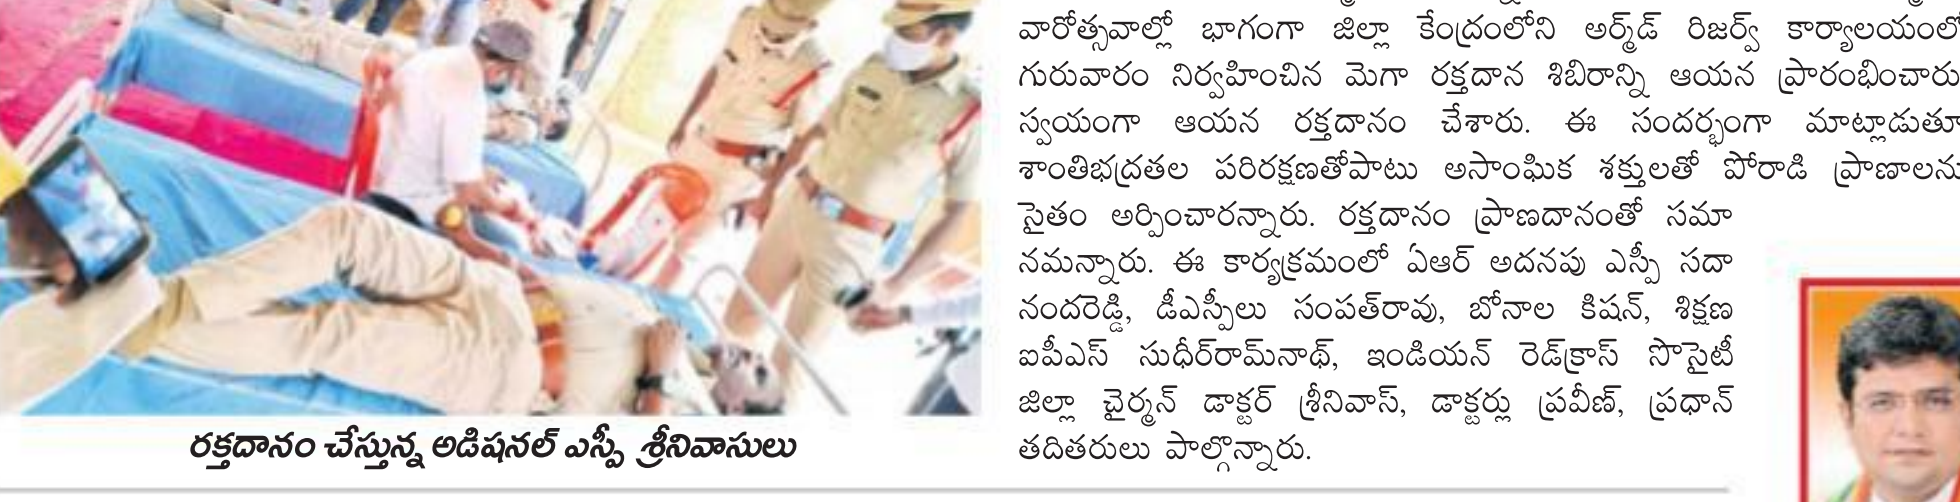 వారోత్సవాల్లో భాగంగా జిల్లా కేంద్రంలోని అర్మ్‌డ్ రిజర్వ్ కార్యాలయంలో
గురువారం నిర్వహించిన మెగా రక్తదాన శిబిరాన్ని ఆయన ప్రారంభించారు
స్వయంగా ఆయన రక్తదానం చేశారు. ఈ సందర్భంగా మాట్లాడుతూ
శాంతిభద్రతల పరిరక్షణతోపాటు అసాంఘిక శక్తులతో పోరాడి ప్రాణాలను
సైతం అర్పించారన్నారు. రక్తదానం ప్రాణదానంతో సమా
నమన్నారు. ఈ కార్యక్రమంలో ఏఆర్ అదనపు ఎస్పీ సదా
నందరెడ్డి, డీఎస్పీలు సంపత్‌రావు, బోనాల కిషన్, శిక్షణ
ఐపీఎస్ సుధీర్‌రామ్‌నాథ్, ఇండియన్ రెడ్‌క్రాస్ సొసైటీ
జిల్లా చైర్మన్ డాక్టర్ శ్రీనివాస్, డాక్టర్లు ప్రవీణ్, ప్రధాన్
తదితరులు పాల్గొన్నారు.
రక్తదానం చేస్తున్న అడిషనల్ ఎస్పీ శ్రీనివాసులు